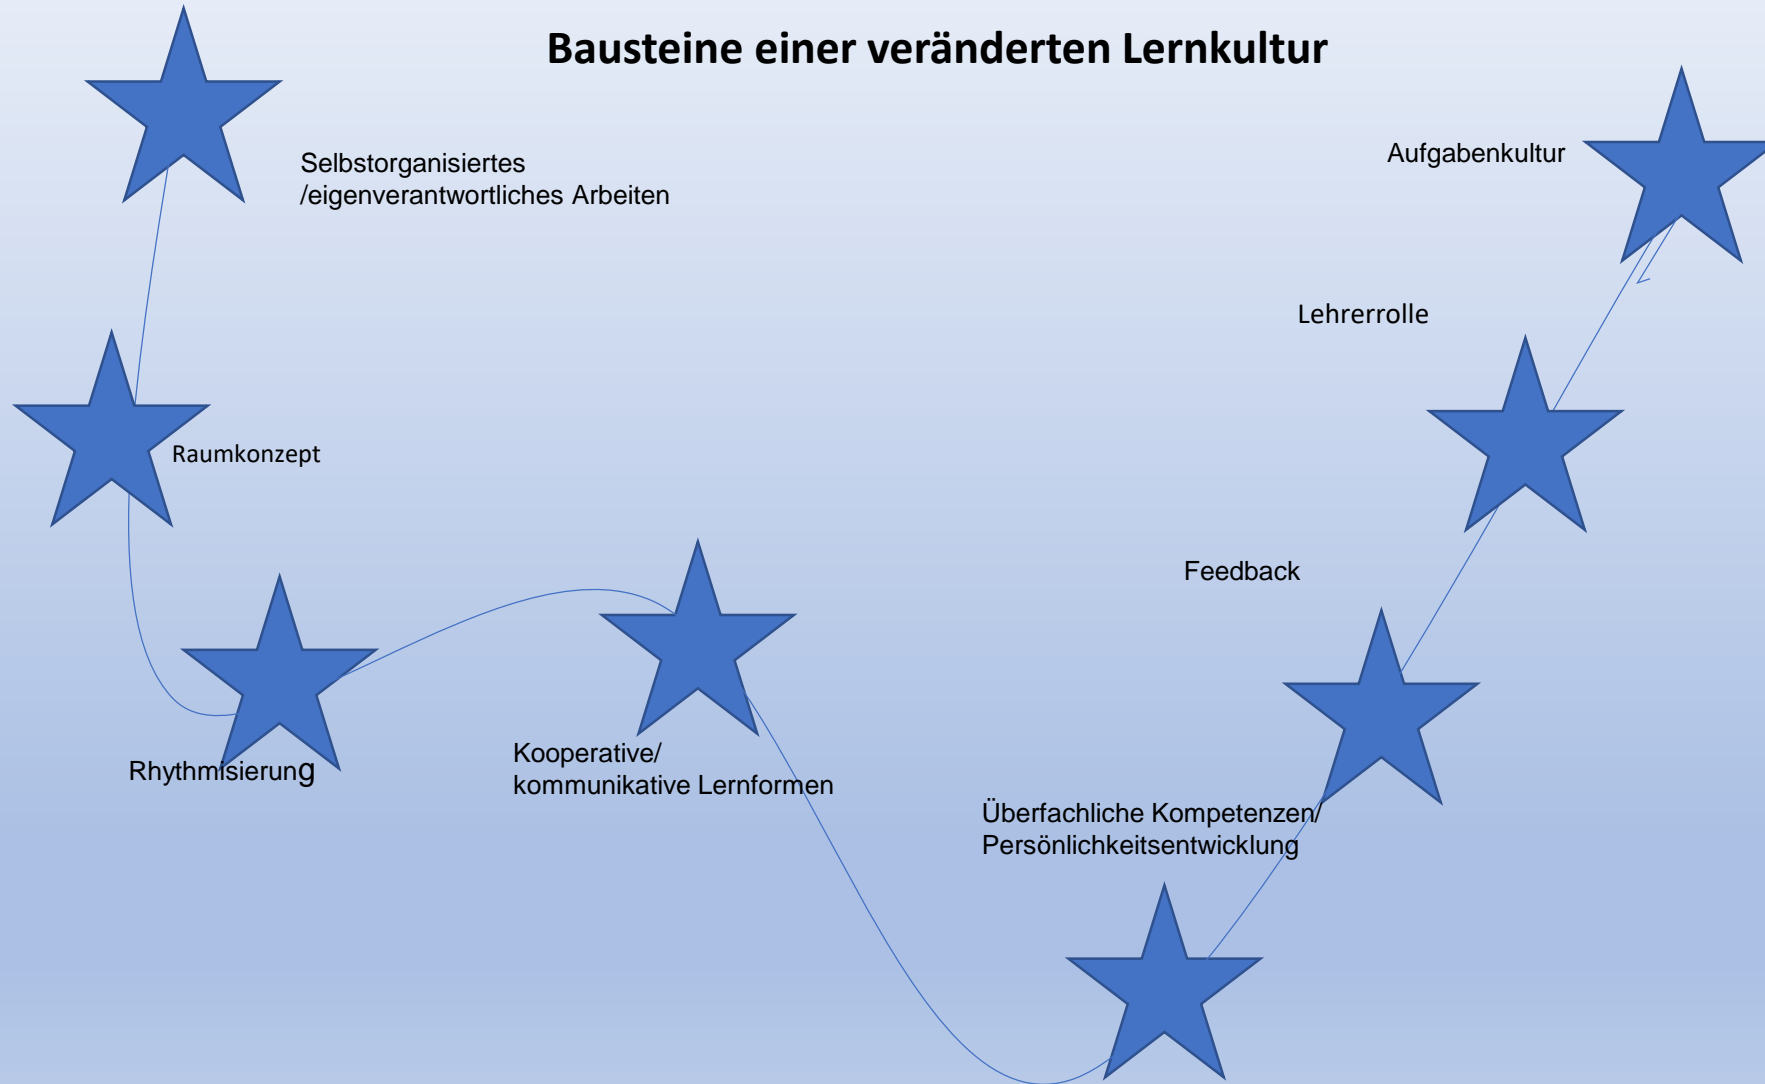 Bausteine einer veränderten Lernkultur
Selbstorganisiertes
/eigenverantwortliches Arbeiten
Aufgabenkultur
Lehrerrolle
Raumkonzept
Feedback
Rhythmisierung
Kooperative/
kommunikative Lernformen
Überfachliche Kompetenzen/
Persönlichkeitsentwicklung